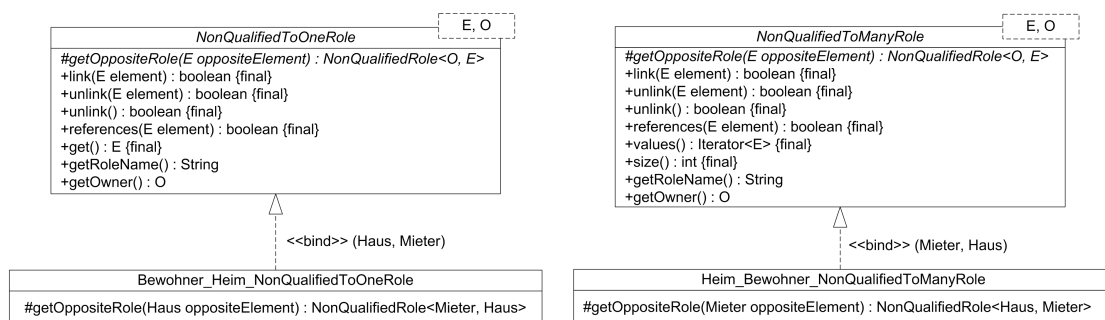 E, O
NonQualifiedToOneRole
#getOppositeRole(E oppositeElement) : NonQualifiedRole<O, E>
+link(E element) : boolean {final}
+unlink(E element) : boolean {final}
+unlink() : boolean {final}
+references(E element) : boolean {final}
+get() : E {final}
+getRoleName() : String
+getOwner() : O
<<bind>> (Haus, Mieter)
Bewohner_Heim_NonQualifiedToOneRole
#getOppositeRole(Haus oppositeElement) : NonQualifiedRole<Mieter, Haus>
E, O
NonQualifiedToManyRole
#getOppositeRole(E oppositeElement) : NonQualifiedRole<O, E>
+link(E element) : boolean {final}
+unlink(E element) : boolean {final}
+unlink() : boolean {final}
+references(E element) : boolean {final}
+values() : Iterator<E> {final}
+size() : int {final}
+getRoleName() : String
+getOwner() : O
<<bind>> (Mieter, Haus)
Heim_Bewohner_NonQualifiedToManyRole
#getOppositeRole(Mieter oppositeElement) : NonQualifiedRole<Haus, Mieter>